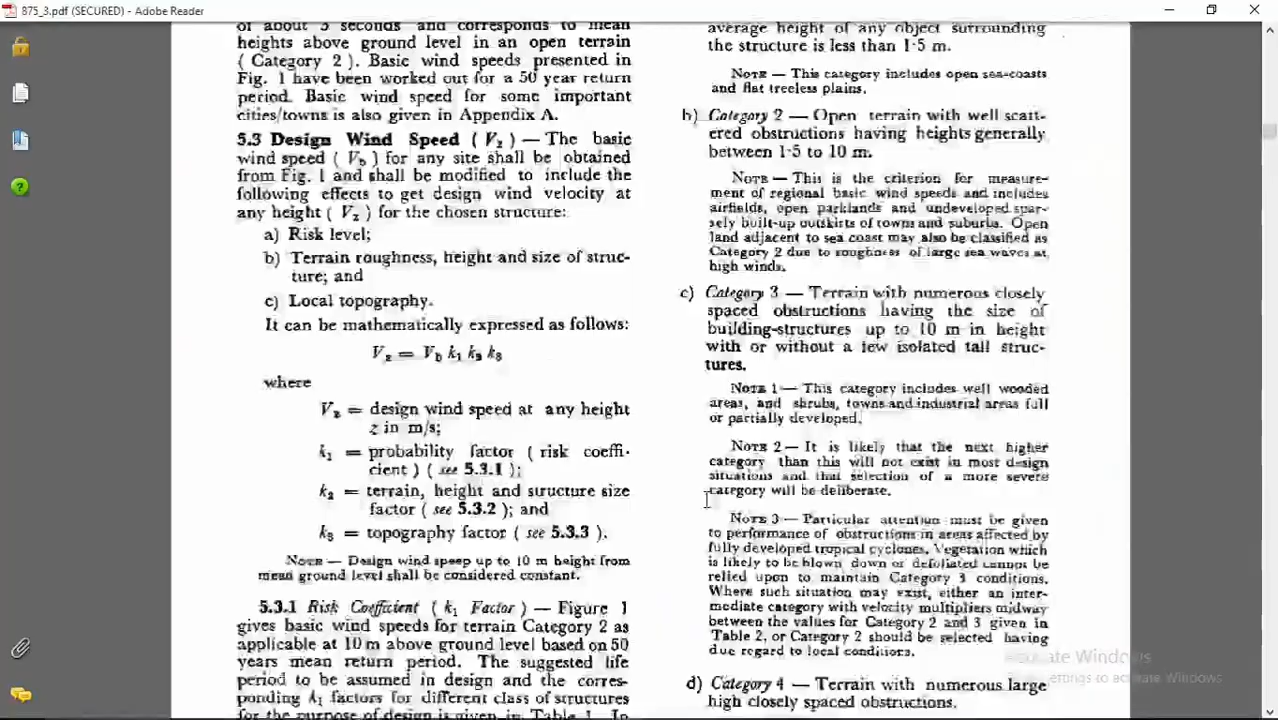 875_3.pdf (SECURED) - Adobe Reader
of about 3 seconds and corresponds to mean
heights above ground level in an open terrain
( Category 2 ). Basic wind speeds presented in
Fig. 1 have been worked out for a 50 year return
period. Basic wind speed for some important
cities/towns is also given in Appendix A.
5.3 Design Wind Speed ( Vz ) — The basic
wind speed ( Vb ) for any site shall be obtained
from Fig. 1 and shall be modified to include the
following effects to get design wind velocity at
any height ( Vz ) for the chosen structure:
a) Risk level;
b) Terrain roughness, height and size of struc-
ture; and
c) Local topography.
It can be mathematically expressed as follows:
Vz = Vb k1 k2 k3
where
Vz = design wind speed at any height
z in m/s;
k1 = probability factor ( risk coeffi-
cient ) ( see 5.3.1 );
k2 = terrain, height and structure size
factor ( see 5.3.2 ); and
k3 = topography factor ( see 5.3.3 ).
NOTE — Design wind speep up to 10 m height from
mean ground level shall be considered constant.
5.3.1 Risk Coefficient ( k1 Factor ) — Figure 1
gives basic wind speeds for terrain Category 2 as
applicable at 10 m above ground level based on 50
years mean return period. The suggested life
period to be assumed in design and the corres-
ponding k1 factors for different class of structures
for the purpose of design is given in Table 1. In
average height of any object surrounding
the structure is less than 1·5 m.
NOTE — This category includes open sea-coasts
and flat treeless plains.
b) Category 2 — Open terrain with well scatt-
ered obstructions having heights generally
between 1·5 to 10 m.
NOTE — This is the criterion for measure-
ment of regional basic wind speeds and includes
airfields, open parklands and undeveloped spar-
sely built-up outskirts of towns and suburbs. Open
land adjacent to sea coast may also be classified as
Category 2 due to roughness of large sea waves at
high winds.
c) Category 3 — Terrain with numerous closely
spaced obstructions having the size of
building-structures up to 10 m in height
with or without a few isolated tall struc-
tures.
NOTE 1 — This category includes well wooded
areas, and shrubs, towns and industrial areas full
or partially developed.
NOTE 2 — It is likely that the next higher
category than this will not exist in most design
situations and that selection of a more severe
category will be deliberate.
NOTE 3 — Particular attention must be given
to performance of obstructions in areas affected by
fully developed tropical cyclones. Vegetation which
is likely to be blown down or defoliated cannot be
relied upon to maintain Category 3 conditions.
Where such situation may exist, either an inter-
mediate category with velocity multipliers midway
between the values for Category 2 and 3 given in
Table 2, or Category 2 should be selected having
due regard to local conditions.
d) Category 4 — Terrain with numerous large
high closely spaced obstructions.
Activate Windows
settings to activate Windows